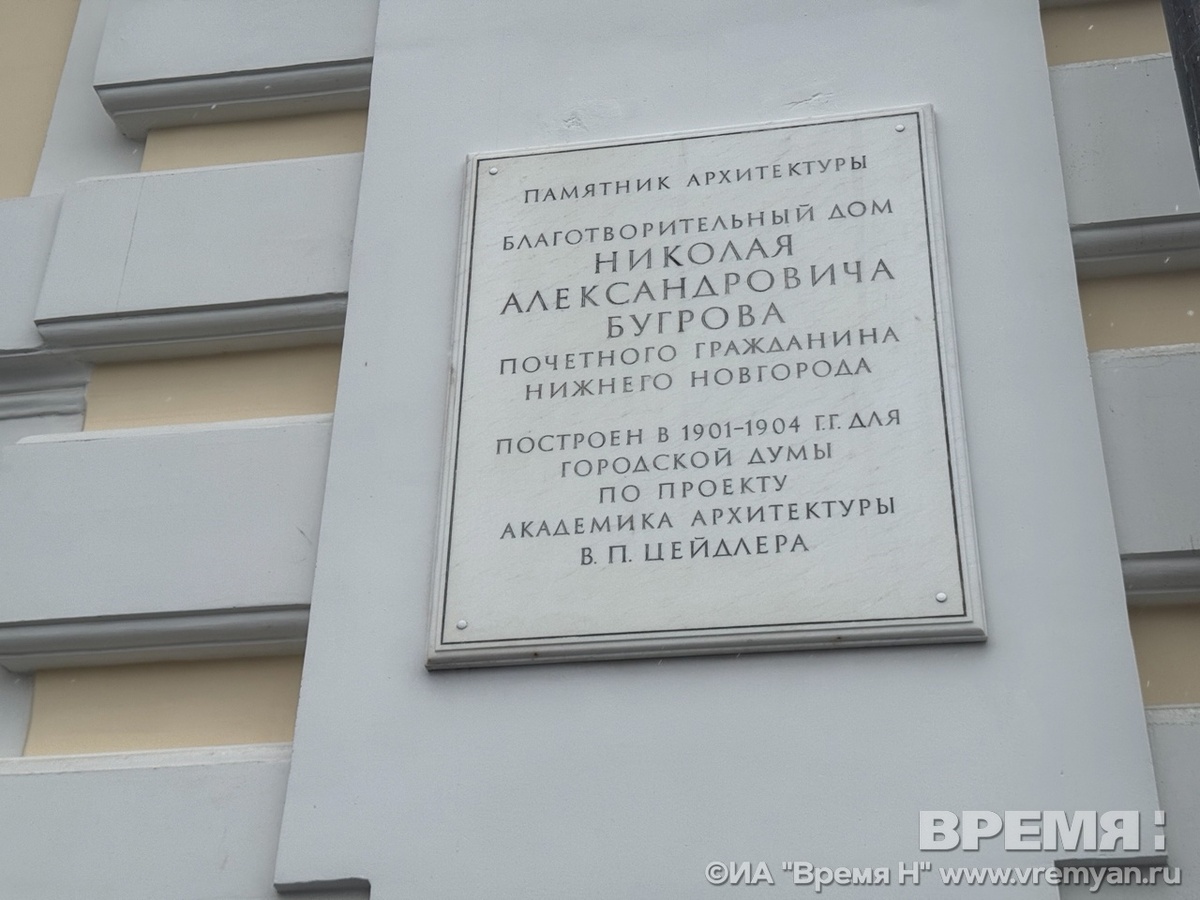 ПАМЯТНИК АРХИТЕКТУРЫ
БЛАГОТВОРИТЕЛЬНЫЙ ДОМ
НИКОЛАЯ
АЛЕКСАНДРОВИЧА
БУГРОВА
ПОЧЕТНОГО ГРАЖДАНИНА
НИЖНЕГО НОВГОРОДА
ПОСТРОЕН В 1901-1904 Г.Г. ДЛЯ
ГОРОДСКОЙ ДУМЫ
ПО ПРОЕКТУ
АКАДЕМИКА АРХИТЕКТУРЫ
В. П. ЦЕЙДЛЕРА
ВРЕМЯ:
©ИА "Время Н" www.vremyan.ru